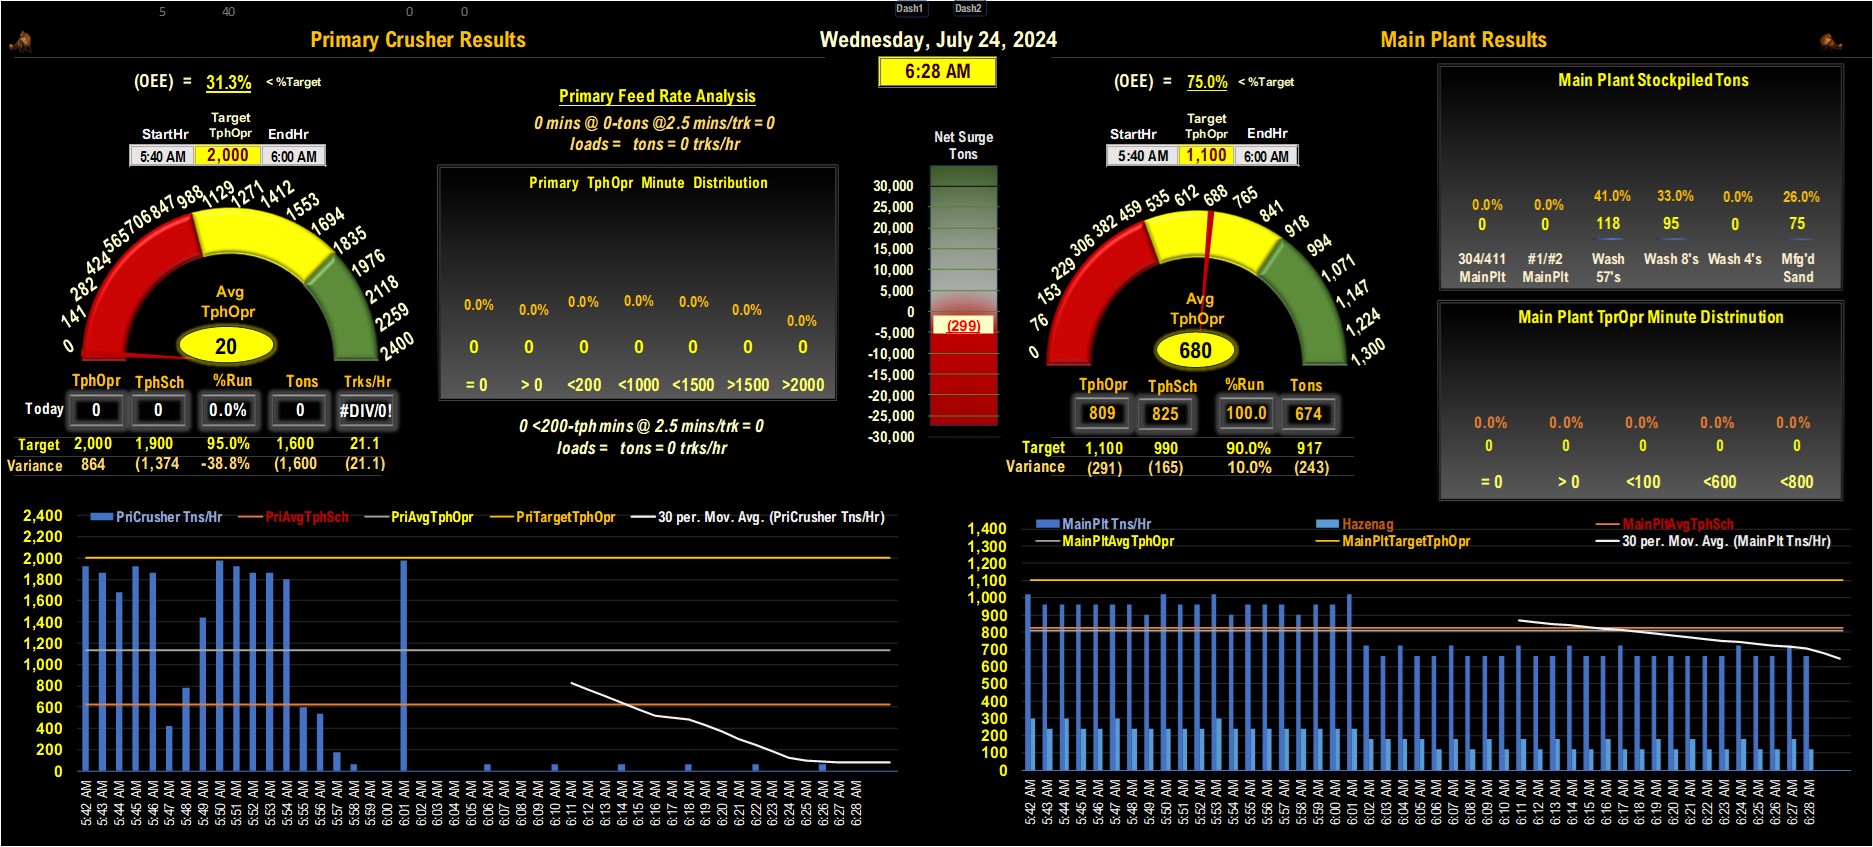 5 40 0 0 Dash1 Dash2
Primary Crusher Results
Wednesday, July 24, 2024
Main Plant Results
6:28 AM
(OEE) = 31.3% < %Target
Target
StartHr TphOpr EndHr
5:40 AM 2,000 6:00 AM
0 141 282 424 565 706 847 988 1129 1271 1412 1553 1694 1835 1976 2118 2259 2400
Avg
TphOpr
20
TphOpr TphSch %Run Tons Trks/Hr
Today 0 0 0.0% 0 #DIV/0!
Target 2,000 1,900 95.0% 1,600 21.1
Variance 864 (1,374 -38.8% (1,600 (21.1)
Primary Feed Rate Analysis
0 mins @ 0-tons @2.5 mins/trk = 0
loads = tons = 0 trks/hr
Primary TphOpr Minute Distribution
0.0% 0.0% 0.0% 0.0% 0.0% 0.0% 0.0%
0 0 0 0 0 0 0
= 0 > 0 <200 <1000 <1500 >1500 >2000
0 <200-tph mins @ 2.5 mins/trk = 0
loads = tons = 0 trks/hr
Net Surge
Tons
30,000
25,000
20,000
15,000
10,000
5,000
0
(299)
-5,000
-10,000
-15,000
-20,000
-25,000
-30,000
(OEE) = 75.0% < %Target
Target
StartHr TphOpr EndHr
5:40 AM 1,100 6:00 AM
0 76 153 229 306 382 459 535 612 688 765 841 918 994 1,071 1,147 1,224 1,300
Avg
TphOpr
680
TphOpr TphSch %Run Tons
809 825 100.0 674
Target 1,100 990 90.0% 917
Variance (291) (165) 10.0% (243)
Main Plant Stockpiled Tons
0.0% 0.0% 41.0% 33.0% 0.0% 26.0%
0 0 118 95 0 75
304/411 #1/#2 Wash Wash 8's Wash 4's Mfg'd
MainPlt MainPlt 57's Sand
Main Plant TprOpr Minute Distrinution
0.0% 0.0% 0.0% 0.0% 0.0%
0 0 0 0 0
= 0 > 0 <100 <600 <800
PriCrusher Tns/Hr PriAvgTphSch PriAvgTphOpr PriTargetTphOpr 30 per. Mov. Avg. (PriCrusher Tns/Hr)
2,400
2,200
2,000
1,800
1,600
1,400
1,200
1,000
800
600
400
200
0
5:42 AM 5:43 AM 5:44 AM 5:45 AM 5:46 AM 5:47 AM 5:48 AM 5:49 AM 5:50 AM 5:51 AM 5:52 AM 5:53 AM 5:54 AM 5:55 AM 5:56 AM 5:57 AM 5:58 AM 5:59 AM 6:00 AM 6:01 AM 6:02 AM 6:03 AM 6:04 AM 6:05 AM 6:06 AM 6:07 AM 6:08 AM 6:09 AM 6:10 AM 6:11 AM 6:12 AM 6:13 AM 6:14 AM 6:15 AM 6:16 AM 6:17 AM 6:18 AM 6:19 AM 6:20 AM 6:21 AM 6:22 AM 6:23 AM 6:24 AM 6:25 AM 6:26 AM 6:27 AM 6:28 AM
MainPlt Tns/Hr Hazenag MainPltAvgTphSch
MainPltAvgTphOpr MainPltTargetTphOpr 30 per. Mov. Avg. (MainPlt Tns/Hr)
1,400
1,300
1,200
1,100
1,000
900
800
700
600
500
400
300
200
100
0
5:42 AM 5:43 AM 5:44 AM 5:45 AM 5:46 AM 5:47 AM 5:48 AM 5:49 AM 5:50 AM 5:51 AM 5:52 AM 5:53 AM 5:54 AM 5:55 AM 5:56 AM 5:57 AM 5:58 AM 5:59 AM 6:00 AM 6:01 AM 6:02 AM 6:03 AM 6:04 AM 6:05 AM 6:06 AM 6:07 AM 6:08 AM 6:09 AM 6:10 AM 6:11 AM 6:12 AM 6:13 AM 6:14 AM 6:15 AM 6:16 AM 6:17 AM 6:18 AM 6:19 AM 6:20 AM 6:21 AM 6:22 AM 6:23 AM 6:24 AM 6:25 AM 6:26 AM 6:27 AM 6:28 AM